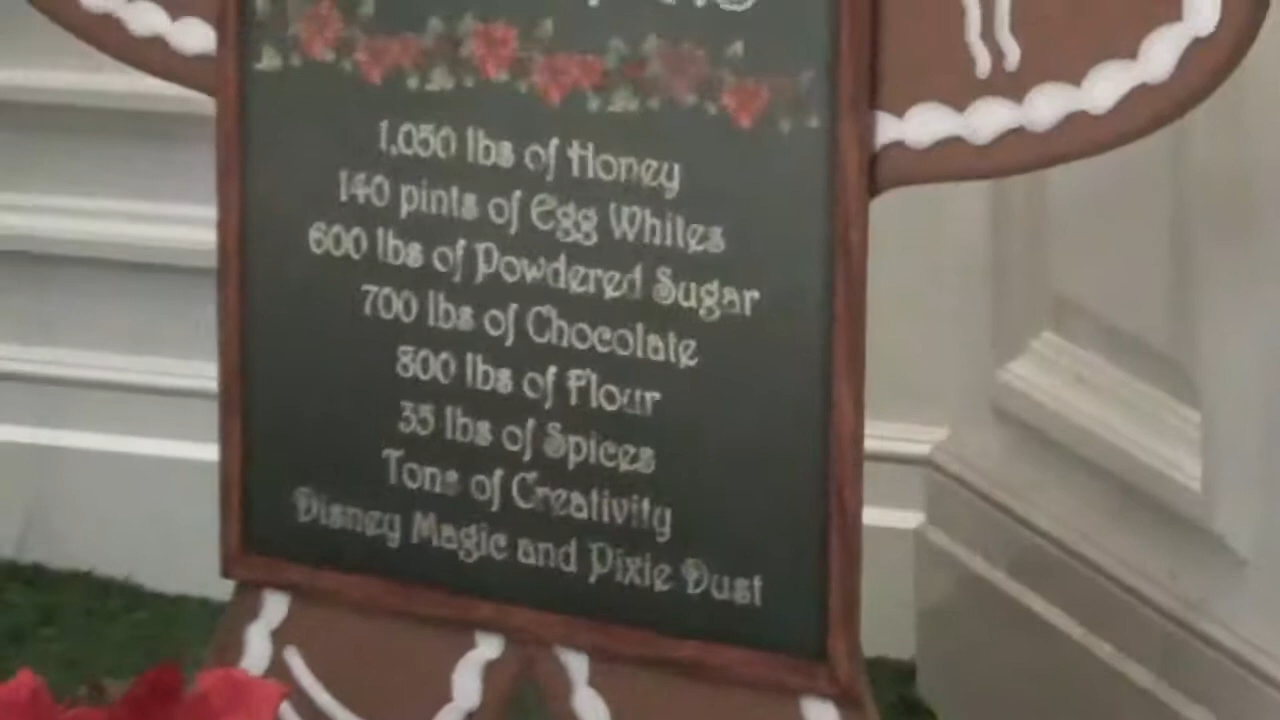 1,050 lbs of Honey
140 pints of Egg Whites
600 lbs of Powdered Sugar
700 lbs of Chocolate
800 lbs of Flour
35 lbs of Spices
Tons of Creativity
Disney Magic and Pixie Dust